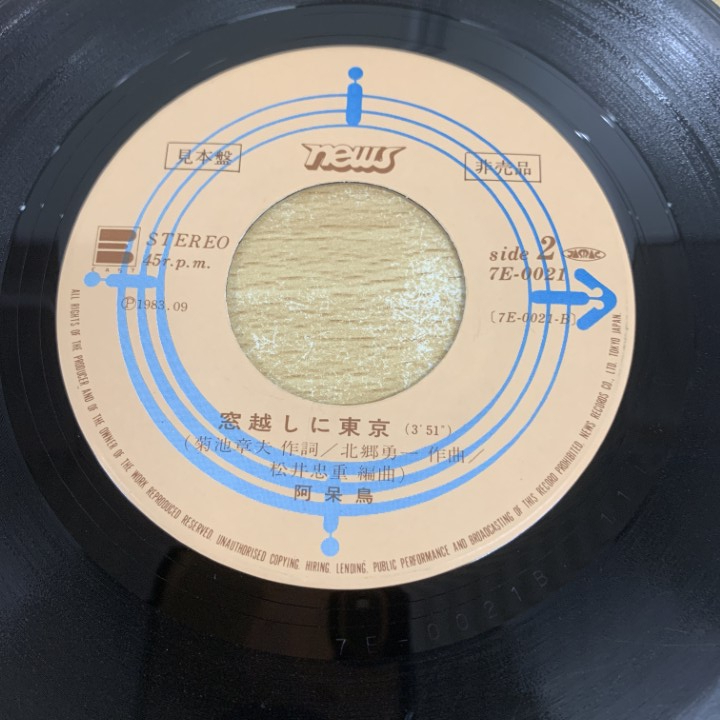 見本盤
news
非売品
STEREO
45r.p.m.
side 2
7E-0021
Ⓟ1983.09
〔7E-0021-B〕
窓越しに東京 (3'51")
(菊池章夫 作詞/北郷勇一 作曲/
松井忠重 編曲)
阿呆鳥
ALL RIGHTS OF THE PRODUCER AND OF THE OWNER OF THE WORK REPRODUCED RESERVED. UNAUTHORISED COPYING. HIRING. LENDING. PUBLIC PERFORMANCE AND BROADCASTING OF THIS RECORD PROHIBITED. NEWS RECORDS CO., LTD. TOKYO JAPAN.
7E-0021B